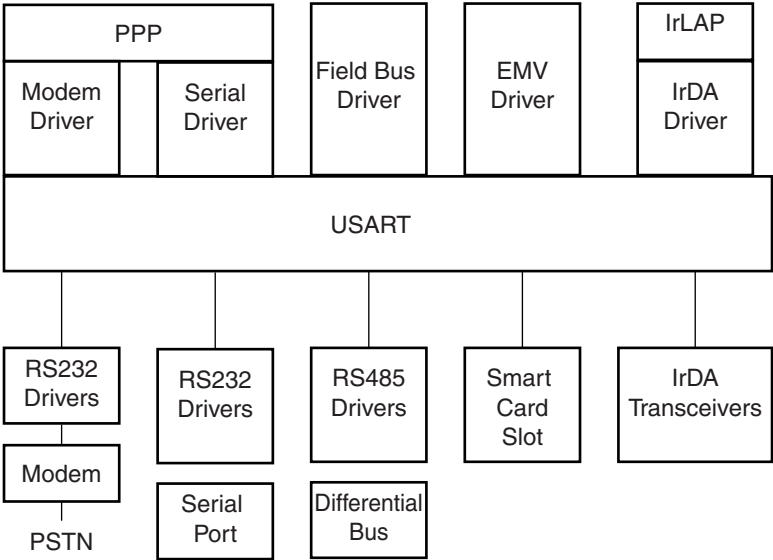 PPP
Modem
Driver
Serial
Driver
Field Bus
Driver
EMV
Driver
IrLAP
IrDA
Driver
USART
RS232
Drivers
Modem
PSTN
RS232
Drivers
Serial
Port
RS485
Drivers
Differential
Bus
Smart
Card
Slot
IrDA
Transceivers